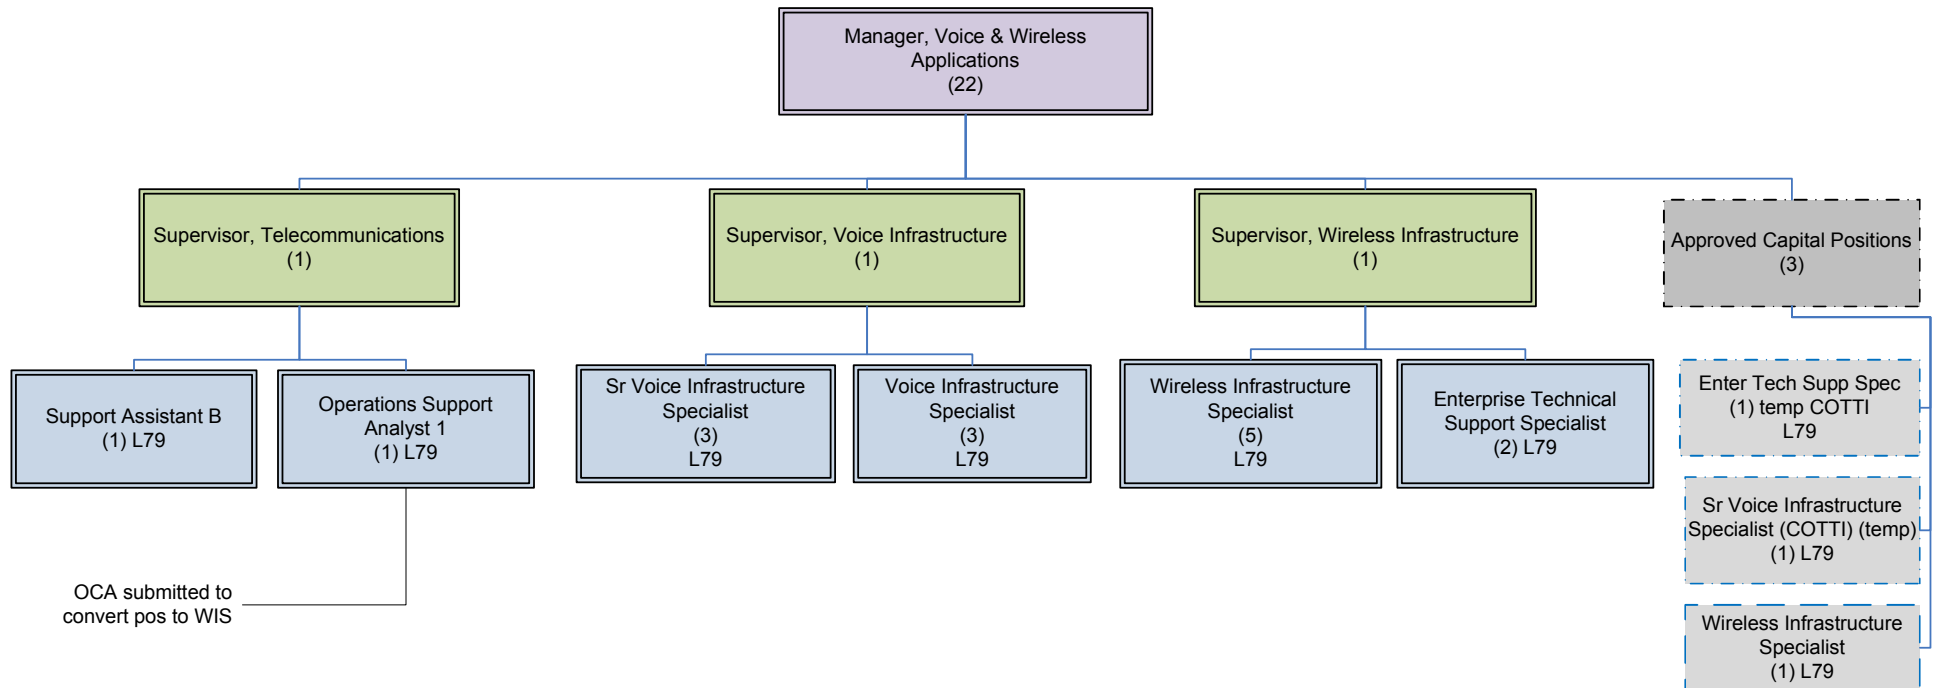 Manager, Voice & Wireless
Applications
(22)
Supervisor, Telecommunications
(1)
Supervisor, Voice Infrastructure
(1)
Supervisor, Wireless Infrastructure
(1)
Approved Capital Positions
(3)
Support Assistant B
(1) L79
Operations Support
Analyst 1
(1) L79
Sr Voice Infrastructure
Specialist
(3)
L79
Voice Infrastructure
Specialist
(3)
L79
Wireless Infrastructure
Specialist
(5)
L79
Enterprise Technical
Support Specialist
(2) L79
Enter Tech Supp Spec
(1) temp COTTI
L79
Sr Voice Infrastructure
Specialist (COTTI) (temp)
(1) L79
Wireless Infrastructure
Specialist
(1) L79
OCA submitted to
convert pos to WIS